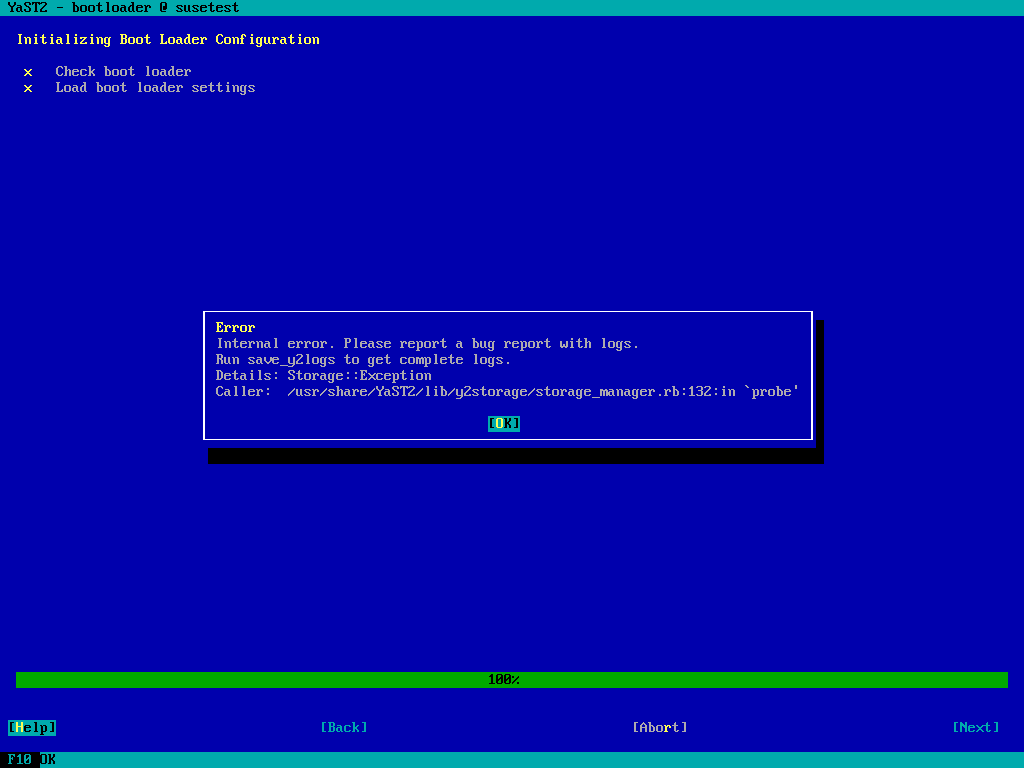 YaST2 - bootloader @ susetest
Initializing Boot Loader Configuration
x Check boot loader
x Load boot loader settings
Error
Internal error. Please report a bug report with logs.
Run save_y2logs to get complete logs.
Details: Storage::Exception
Caller:  /usr/share/YaST2/lib/y2storage/storage_manager.rb:132:in `probe'
[OK]
100%
[Help] [Back] [Abort] [Next]
F10 OK